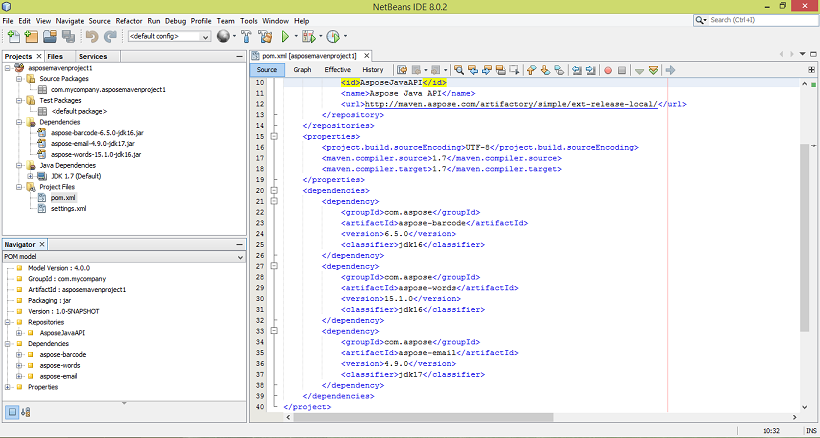 NetBeans IDE 8.0.2
File Edit View Navigate Source Refactor Run Debug Profile Team Tools Window Help
Search (Ctrl+I)
<default config>
Projects Files Services
asposemavenproject1
Source Packages
com.mycompany.asposemavenproject1
Test Packages
<default package>
Dependencies
aspose-barcode-6.5.0-jdk16.jar
aspose-email-4.9.0-jdk17.jar
aspose-words-15.1.0-jdk16.jar
Java Dependencies
JDK 1.7 (Default)
Project Files
pom.xml
settings.xml
Navigator
POM model
Model Version : 4.0.0
GroupId : com.mycompany
ArtifactId : asposemavenproject1
Packaging : jar
Version : 1.0-SNAPSHOT
Repositories
AsposeJavaAPI
Dependencies
aspose-barcode
aspose-words
aspose-email
Properties
pom.xml [asposemavenproject1]
Source Graph Effective History
10 <id>AsposeJavaAPI</id>
11 <name>Aspose Java API</name>
12 <url>http://maven.aspose.com/artifactory/simple/ext-release-local/</url>
13 </repository>
14 </repositories>
15 <properties>
16 <project.build.sourceEncoding>UTF-8</project.build.sourceEncoding>
17 <maven.compiler.source>1.7</maven.compiler.source>
18 <maven.compiler.target>1.7</maven.compiler.target>
19 </properties>
20 <dependencies>
21 <dependency>
22 <groupId>com.aspose</groupId>
23 <artifactId>aspose-barcode</artifactId>
24 <version>6.5.0</version>
25 <classifier>jdk16</classifier>
26 </dependency>
27 <dependency>
28 <groupId>com.aspose</groupId>
29 <artifactId>aspose-words</artifactId>
30 <version>15.1.0</version>
31 <classifier>jdk16</classifier>
32 </dependency>
33 <dependency>
34 <groupId>com.aspose</groupId>
35 <artifactId>aspose-email</artifactId>
36 <version>4.9.0</version>
37 <classifier>jdk17</classifier>
38 </dependency>
39 </dependencies>
40 </project>
10:32 INS